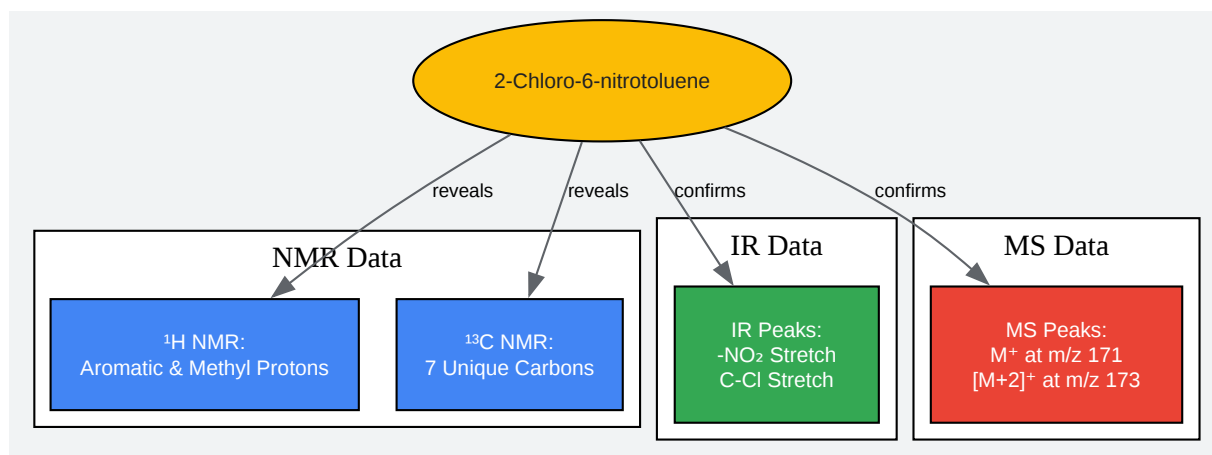 2-Chloro-6-nitrotoluene
reveals
reveals
confirms
confirms
NMR Data
IR Data
MS Data
¹H NMR:
Aromatic & Methyl Protons
¹³C NMR:
7 Unique Carbons
IR Peaks:
-NO₂ Stretch
C-Cl Stretch
MS Peaks:
M⁺ at m/z 171
[M+2]⁺ at m/z 173